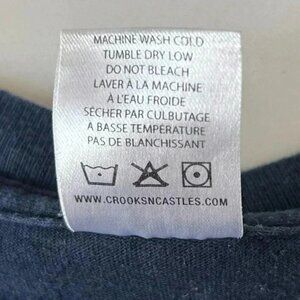 MACHINE WASH COLD
TUMBLE DRY LOW
DO NOT BLEACH
LAVER À LA MACHINE
À L'EAU FROIDE
SÉCHER PAR CULBUTAGE
À BASSE TEMPÉRATURE
PAS DE BLANCHISSANT
WWW.CROOKSNCASTLES.COM